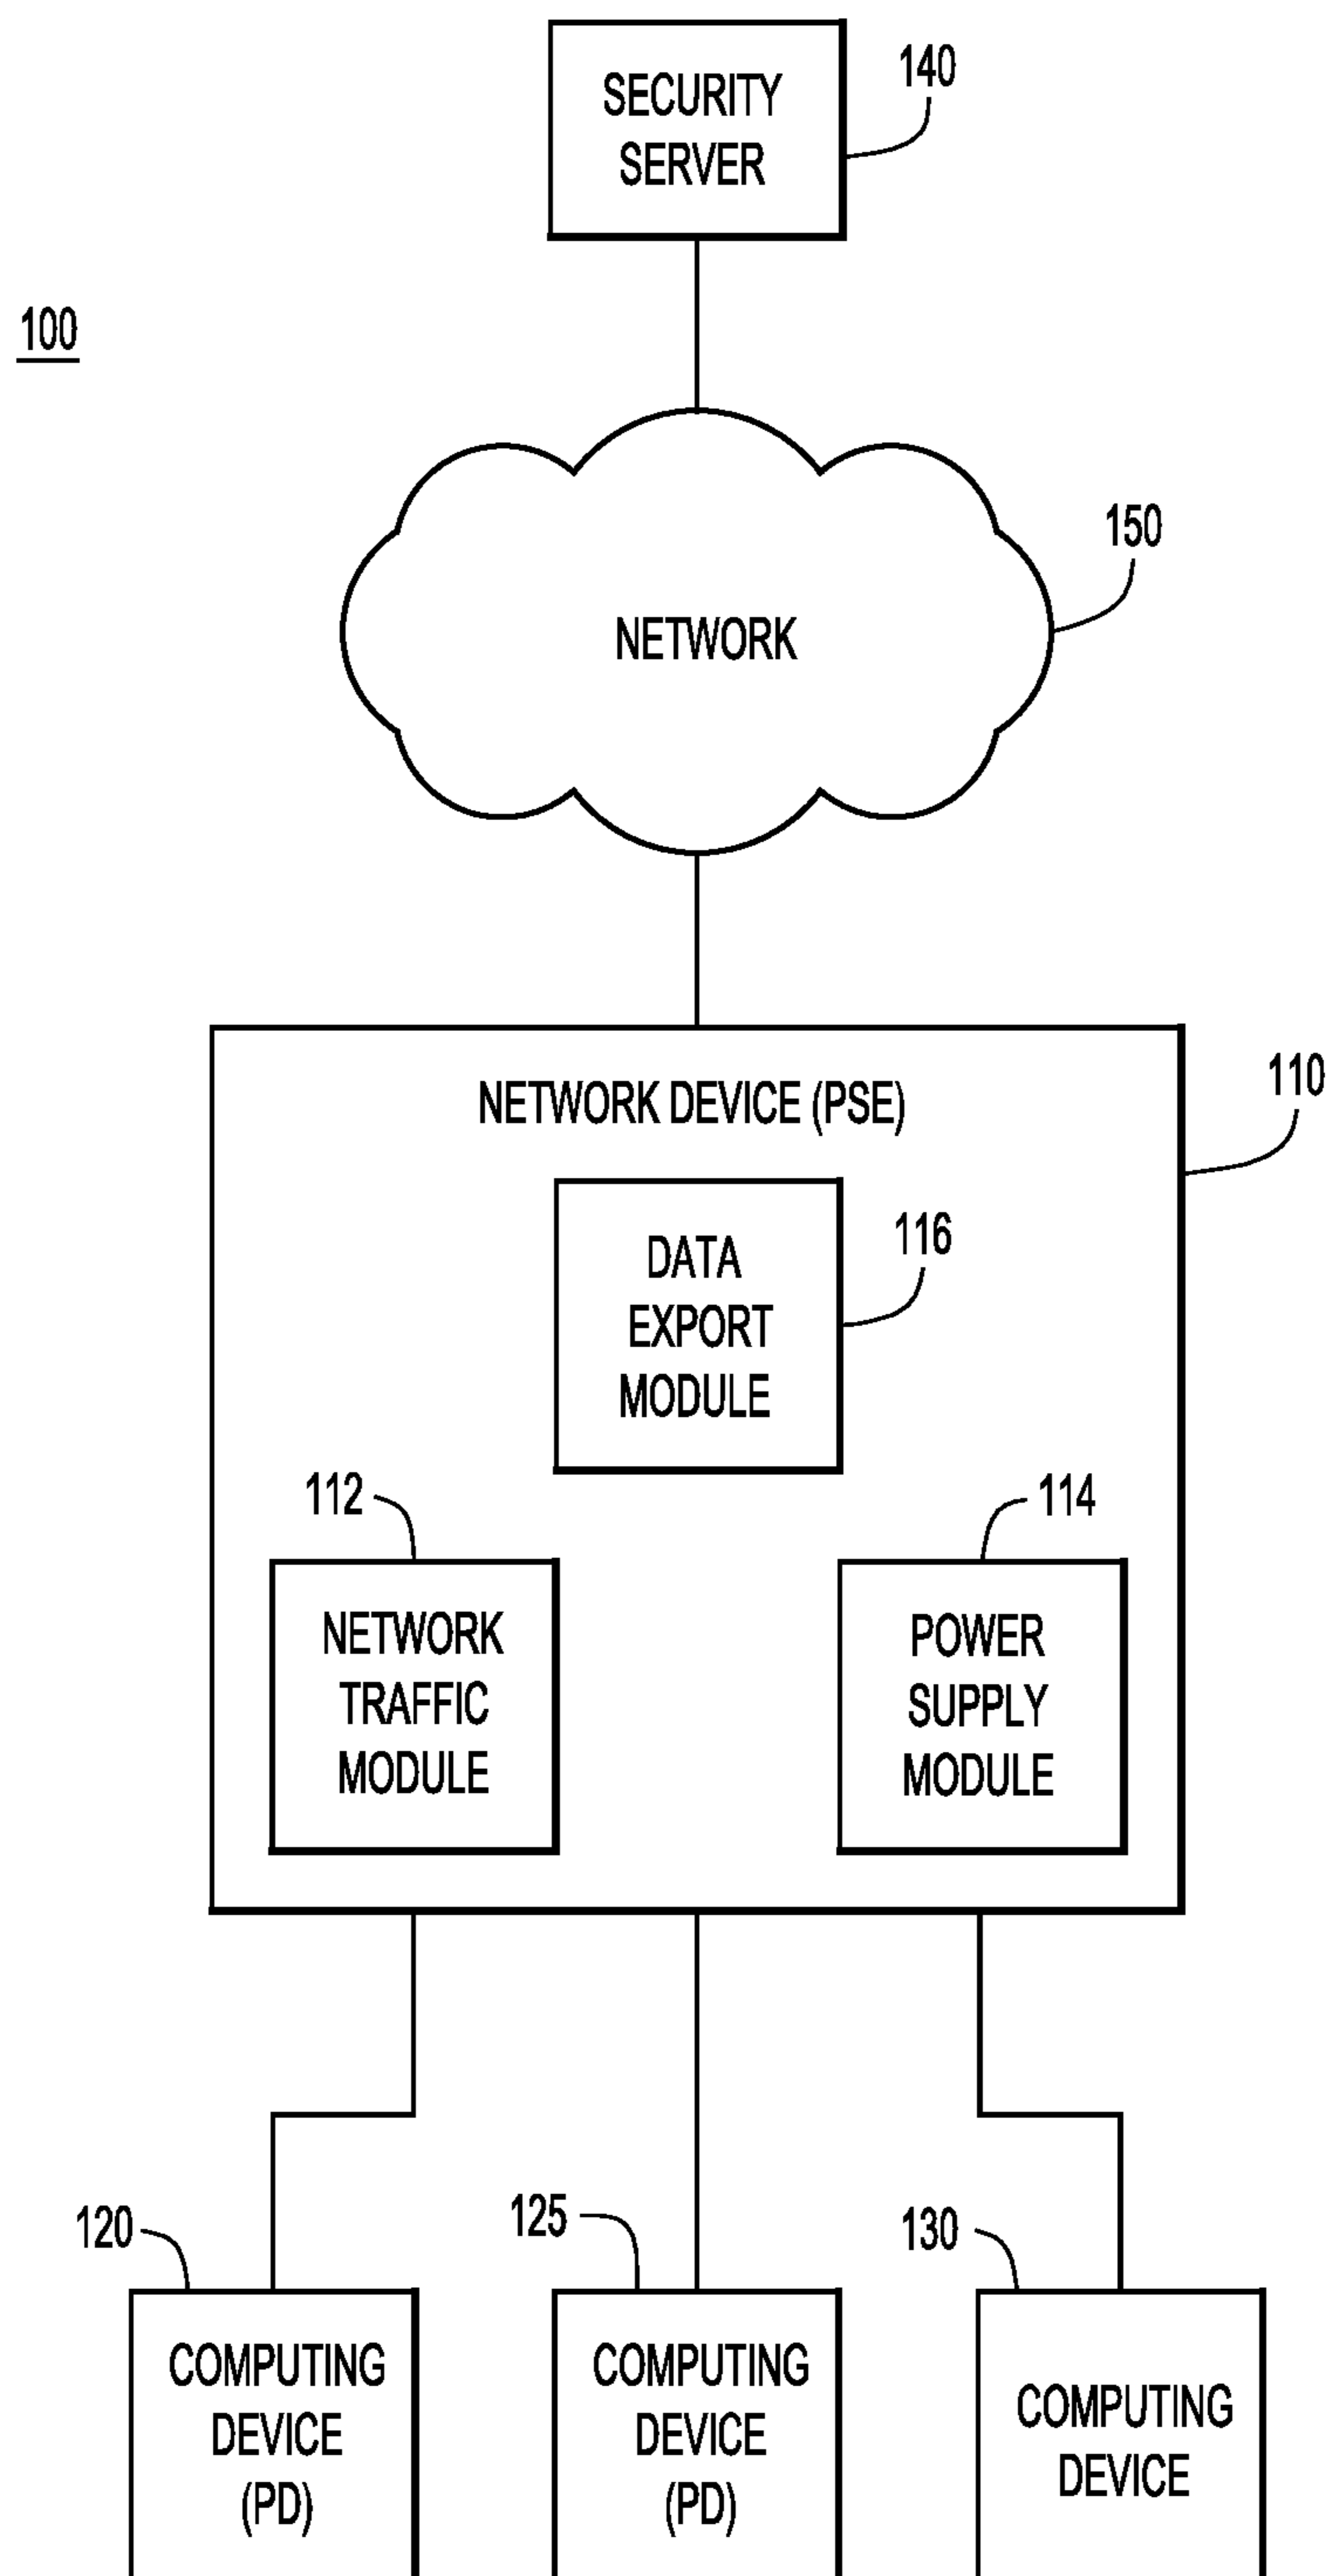 SECURITY
SERVER
140
100
150
NETWORK
110
NETWORK DEVICE (PSE)
DATA
EXPORT
MODULE
116
112
114
NETWORK
TRAFFIC
MODULE
POWER
SUPPLY
MODULE
120
125
130
COMPUTING
DEVICE
(PD)
COMPUTING
DEVICE
(PD)
COMPUTING
DEVICE